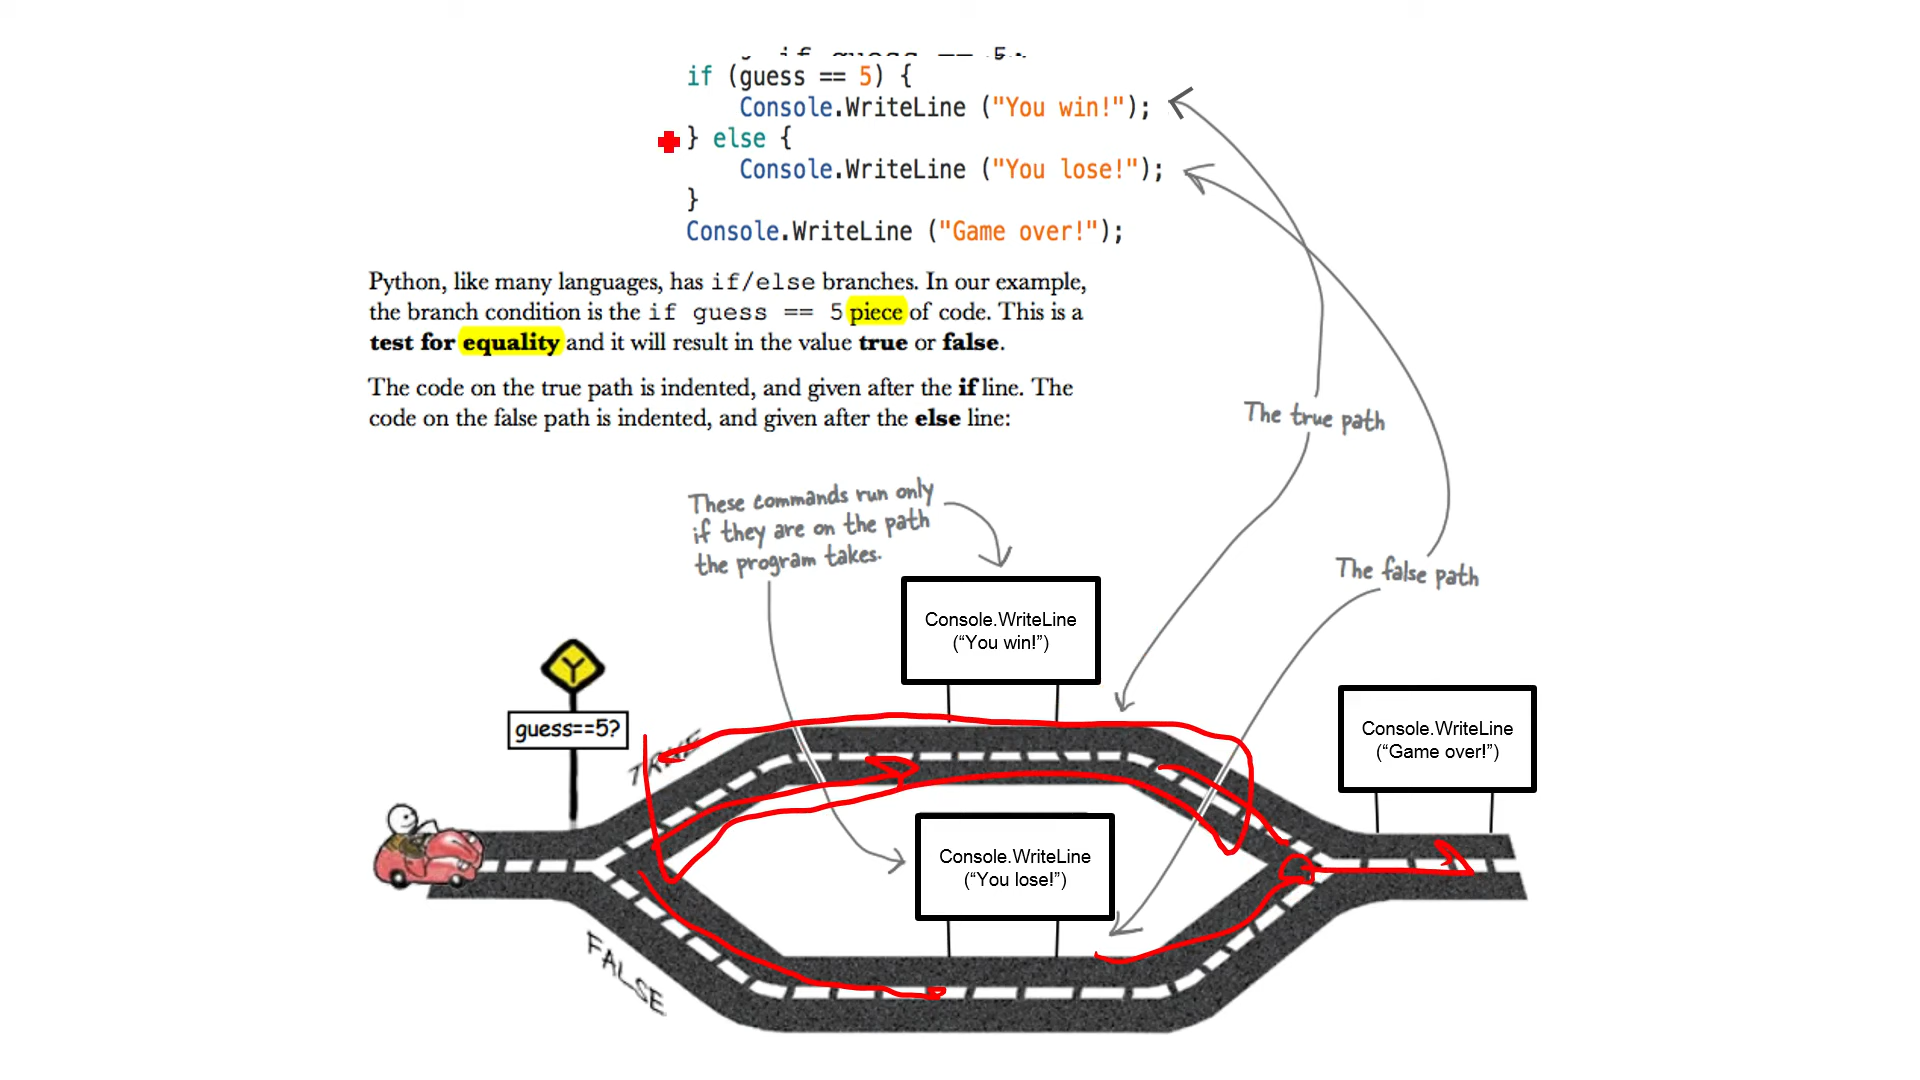 if guess == 5:
if (guess == 5) {
Console.WriteLine ("You win!");
} else {
Console.WriteLine ("You lose!");
}
Console.WriteLine ("Game over!");
Python, like many languages, has if/else branches. In our example,
the branch condition is the if guess == 5 piece of code. This is a
test for equality and it will result in the value true or false.
The code on the true path is indented, and given after the if line. The
code on the false path is indented, and given after the else line:
The true path
These commands run only
if they are on the path
the program takes.
The false path
Console.WriteLine
(“You win!”)
guess==5?
Console.WriteLine
(“Game over!”)
TRUE
Console.WriteLine
(“You lose!”)
FALSE